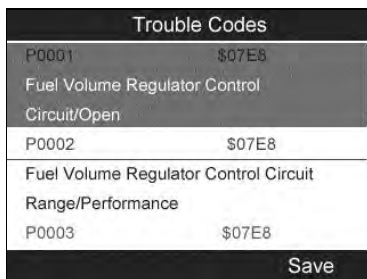 Trouble Codes
P0001 $07E8
Fuel Volume Regulator Control
Circuit/Open
P0002 $07E8
Fuel Volume Regulator Control Circuit
Range/Performance
P0003 $07E8
Save